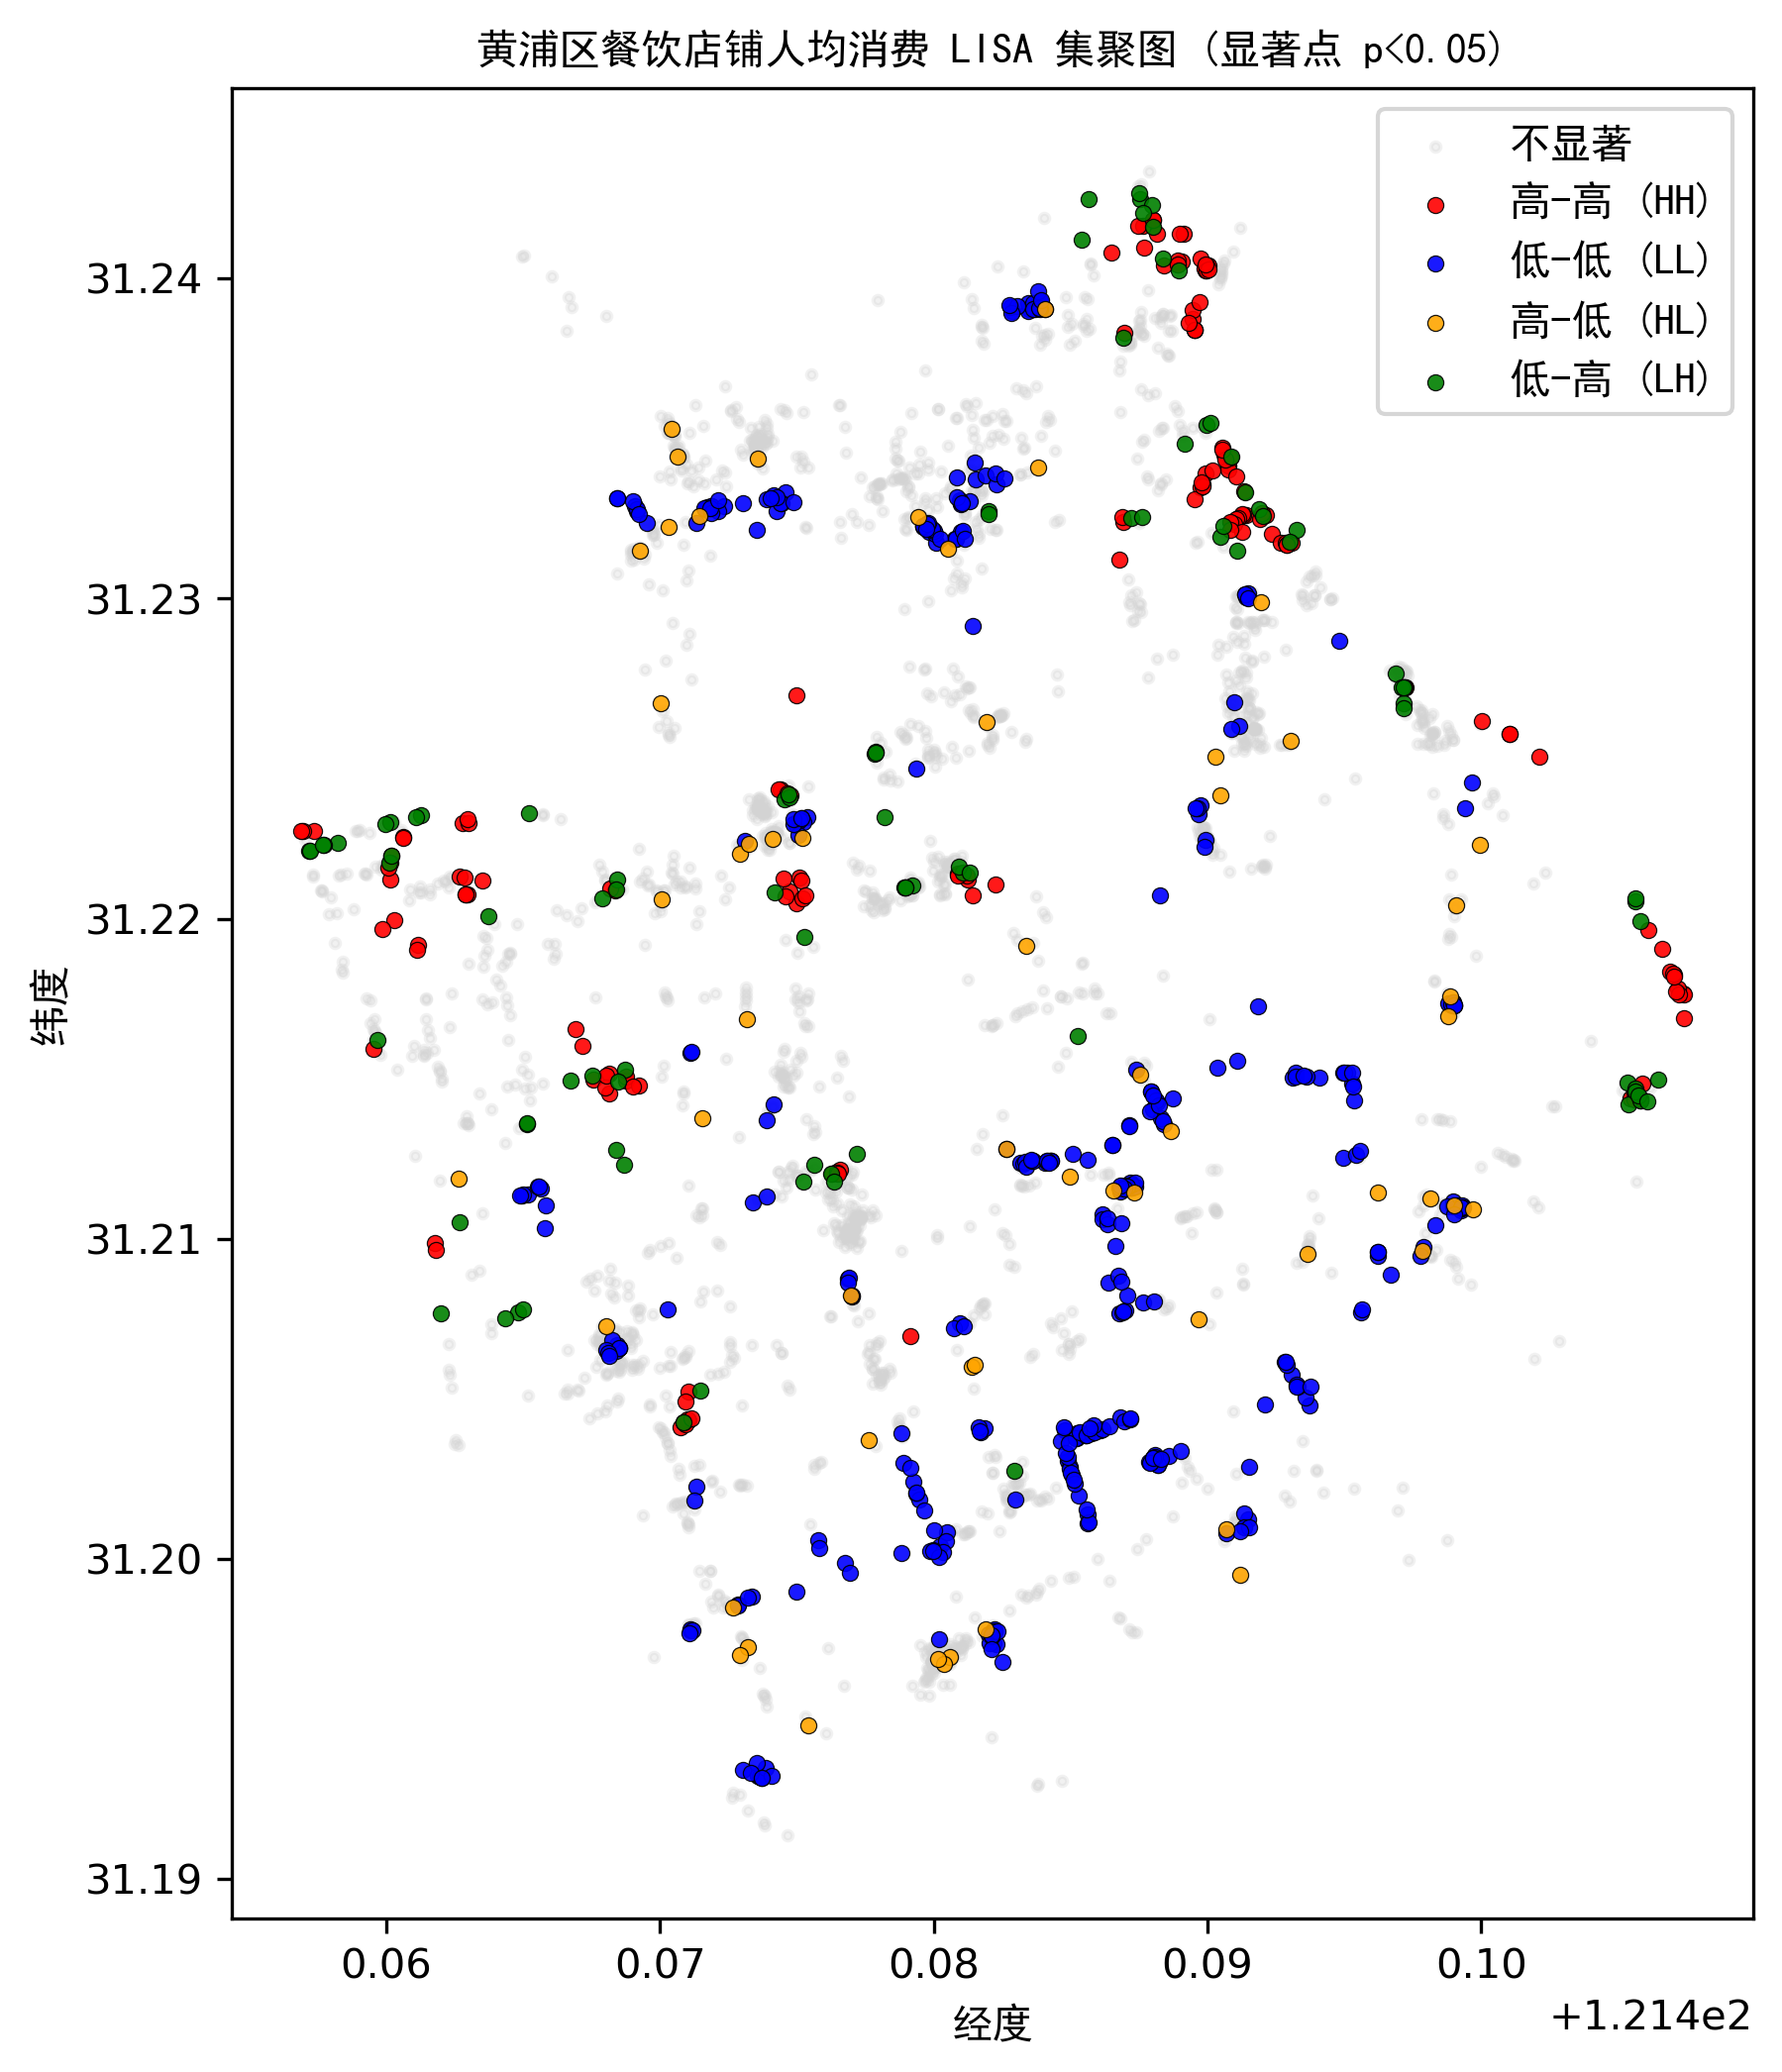 黄浦区餐饮店铺人均消费 LISA 集聚图 (显著点 p<0.05)
不显著
高-高 (HH)
低-低 (LL)
高-低 (HL)
低-高 (LH)
31.24
31.23
31.22
31.21
31.20
31.19
纬度
0.06 0.07 0.08 0.09 0.10
+1.214e2
经度